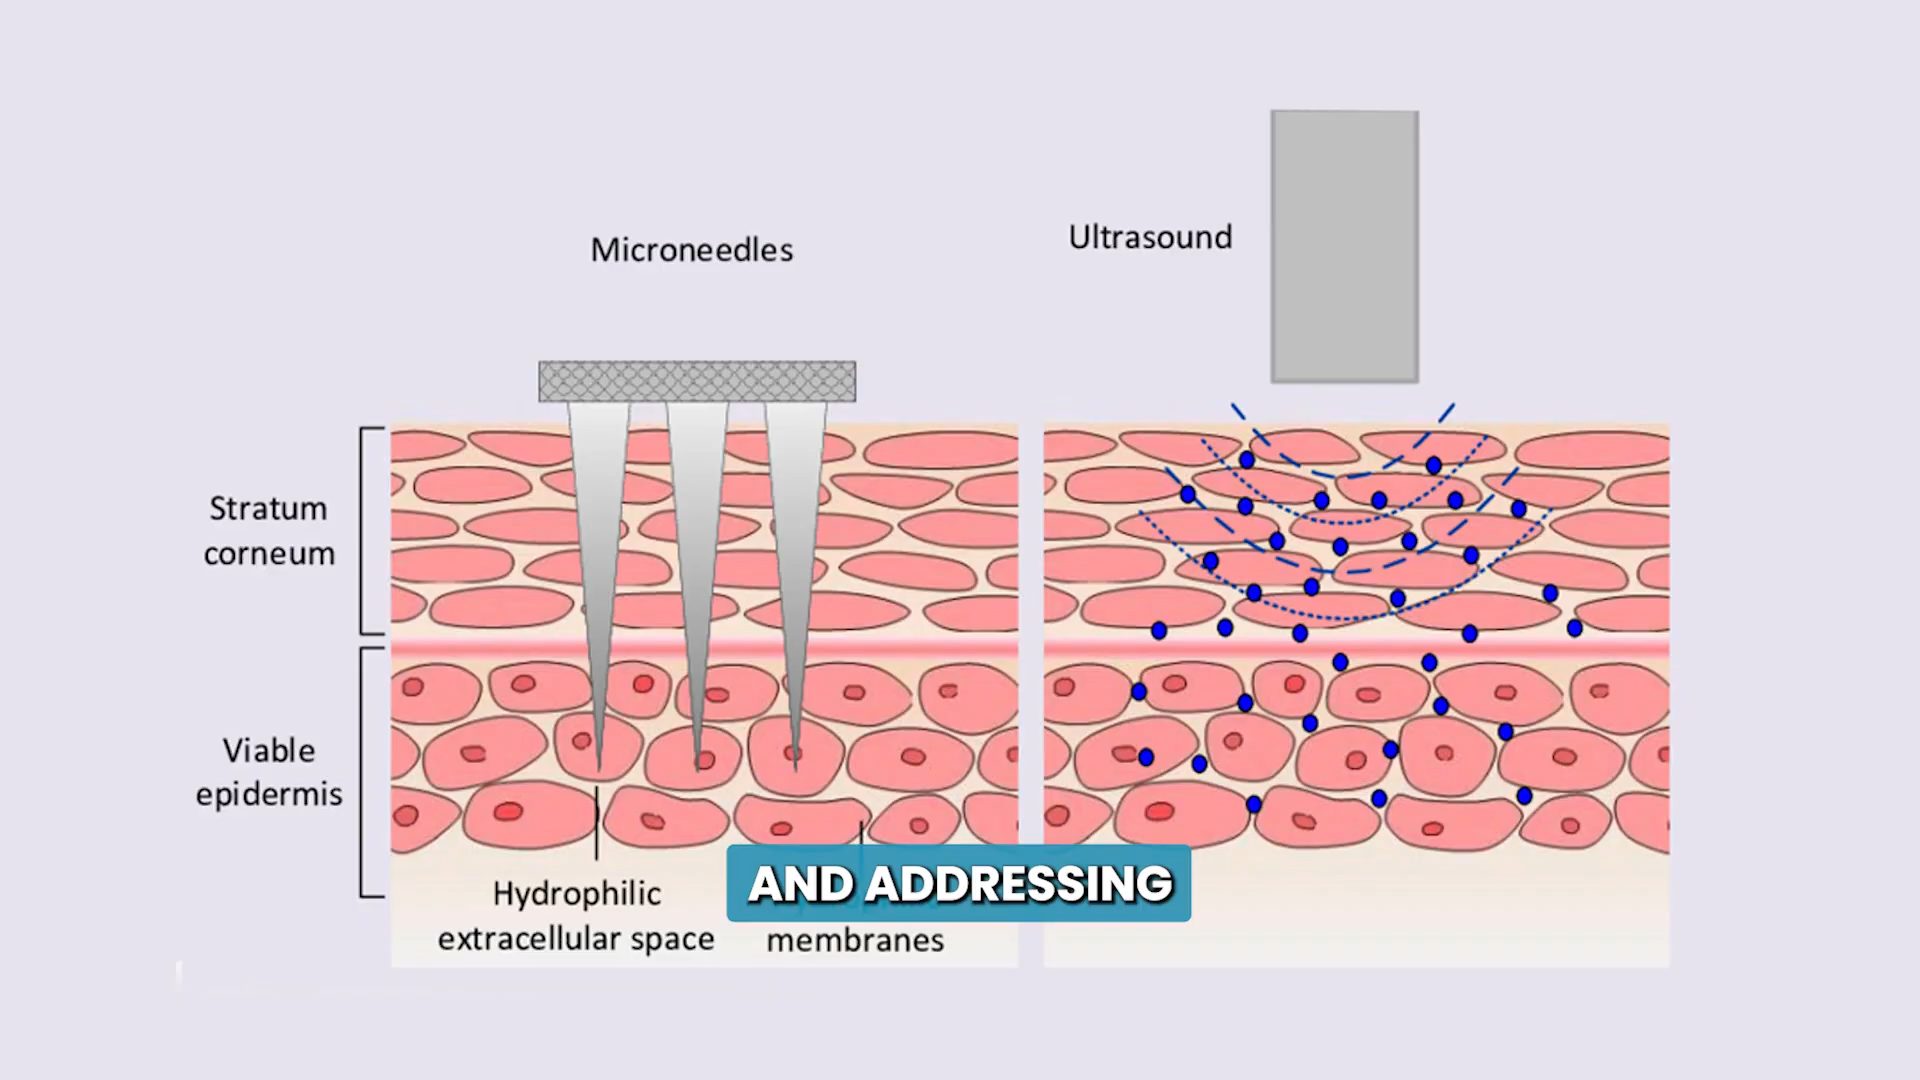 Microneedles
Ultrasound
Stratum
corneum
Viable
epidermis
Hydrophilic
extracellular space
membranes
AND ADDRESSING